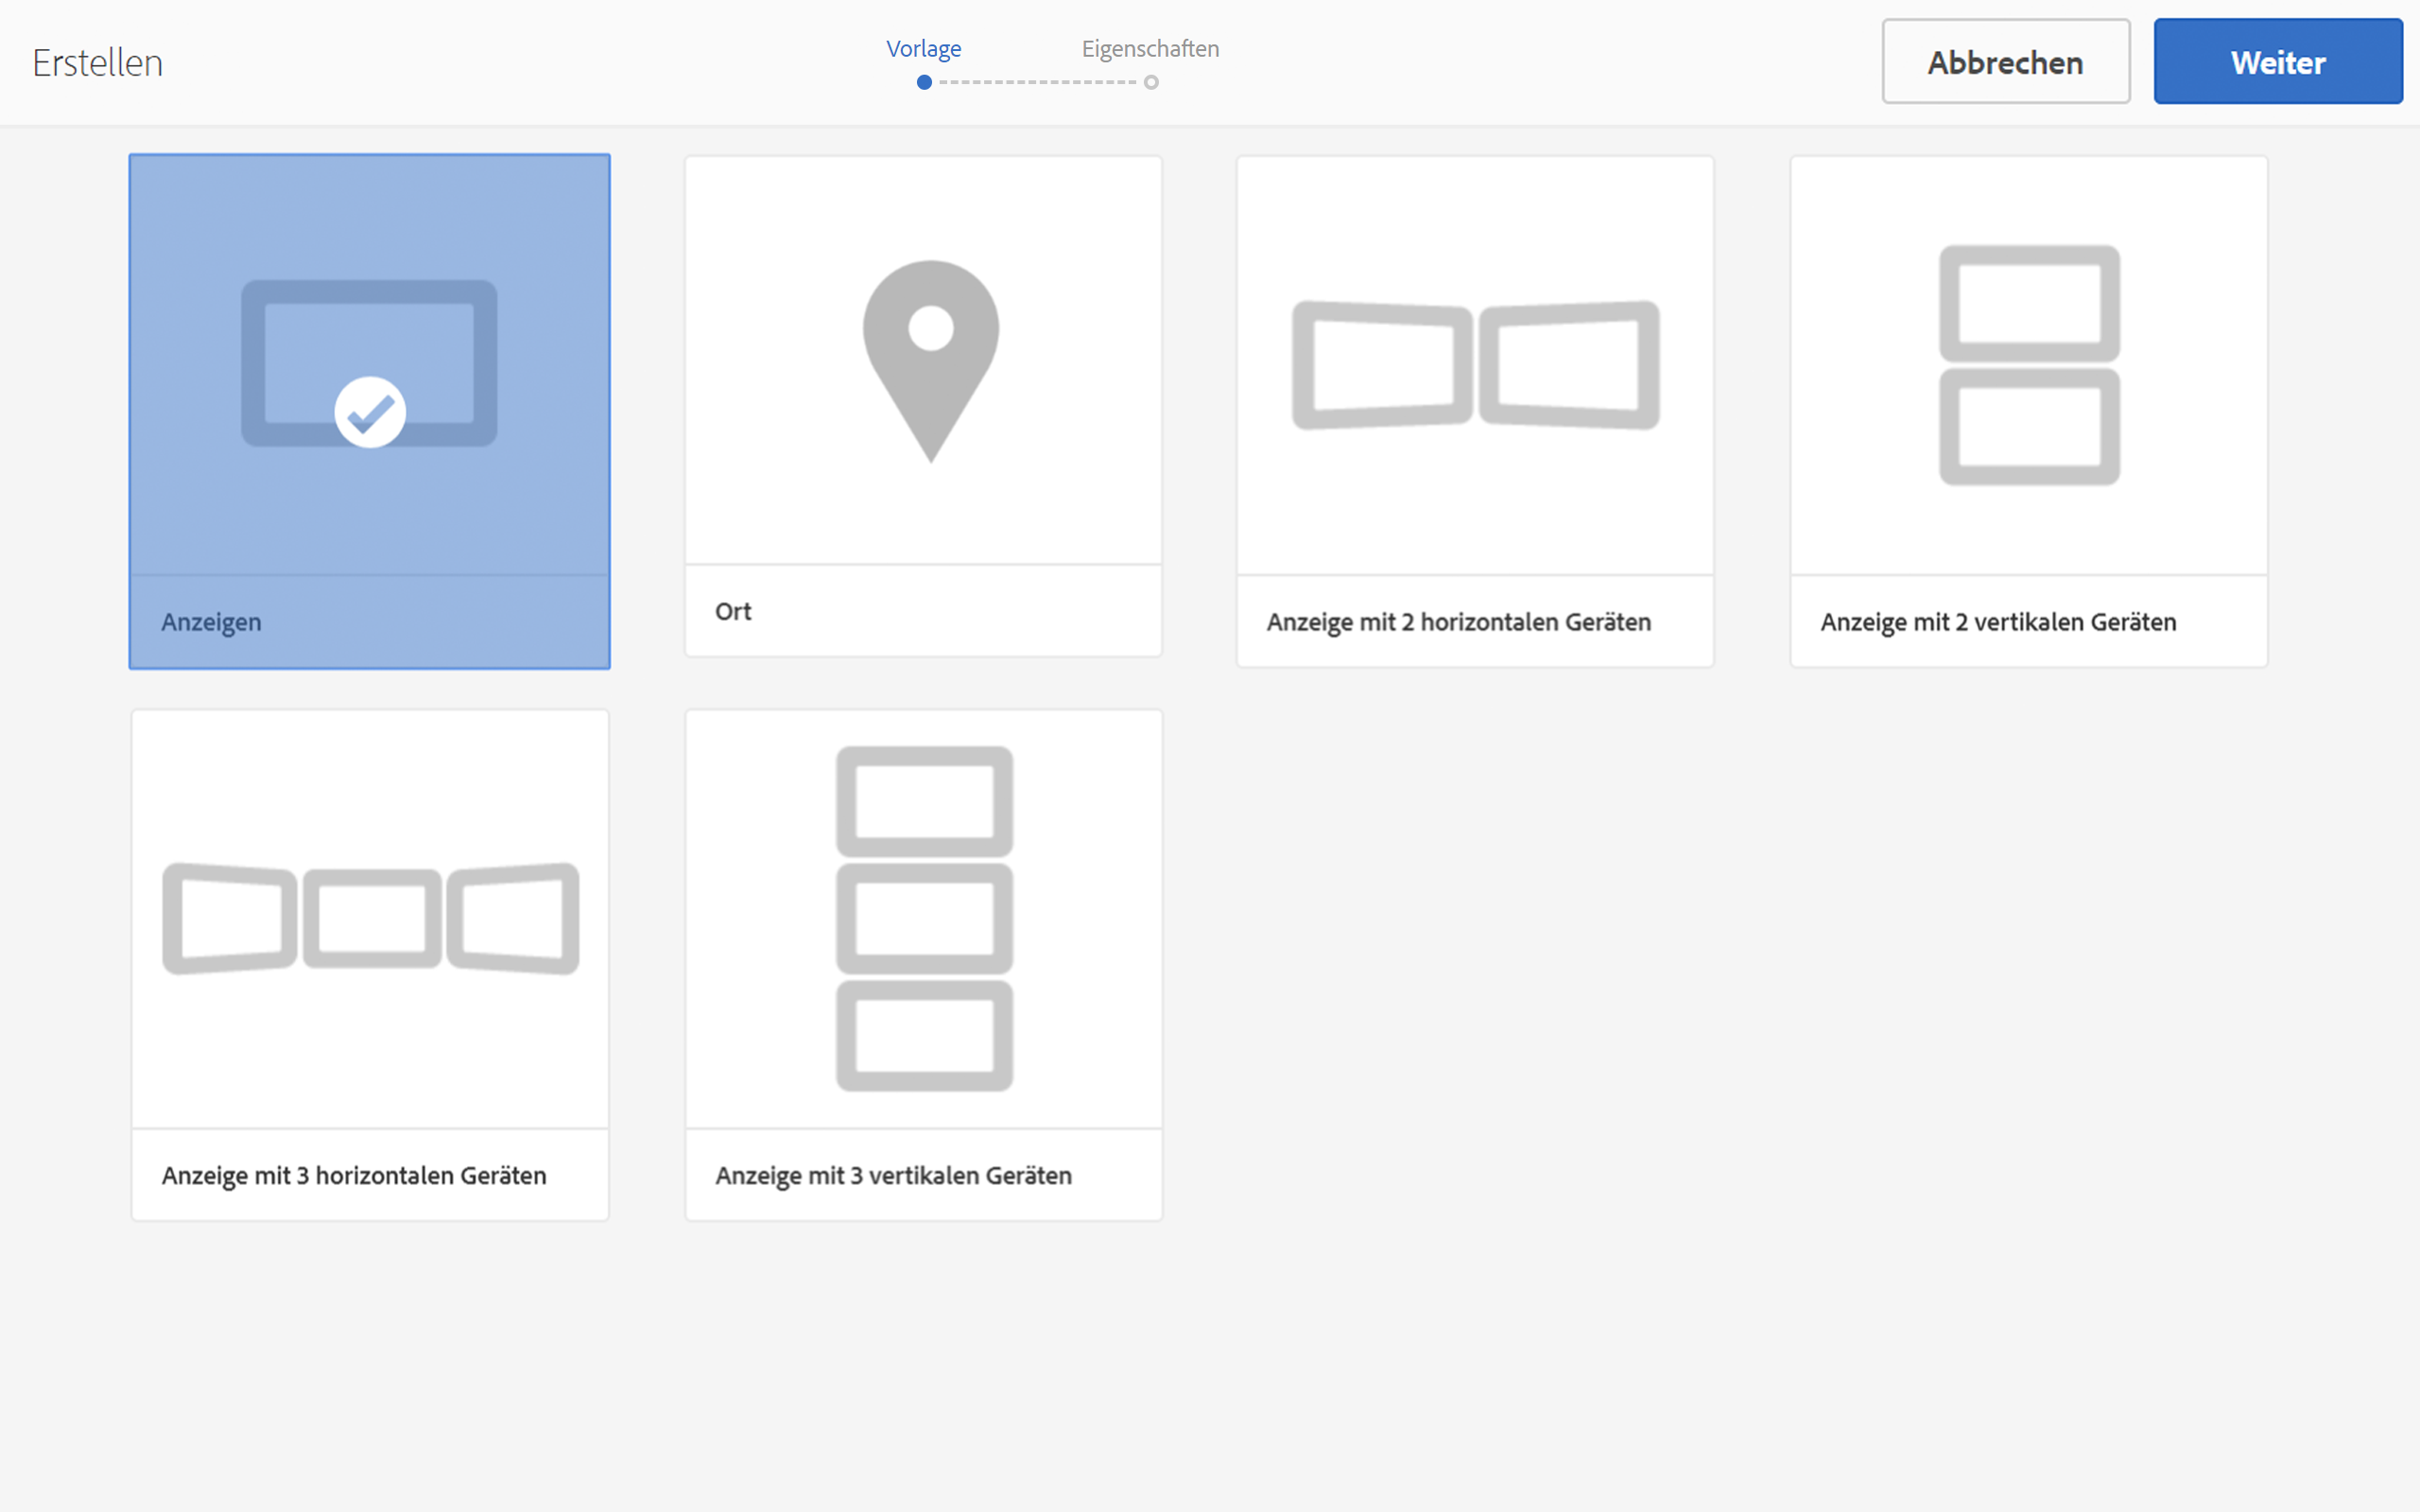 Erstellen
Vorlage
Eigenschaften
Abbrechen
Weiter
Anzeigen
Ort
Anzeige mit 2 horizontalen Geräten
Anzeige mit 2 vertikalen Geräten
Anzeige mit 3 horizontalen Geräten
Anzeige mit 3 vertikalen Geräten